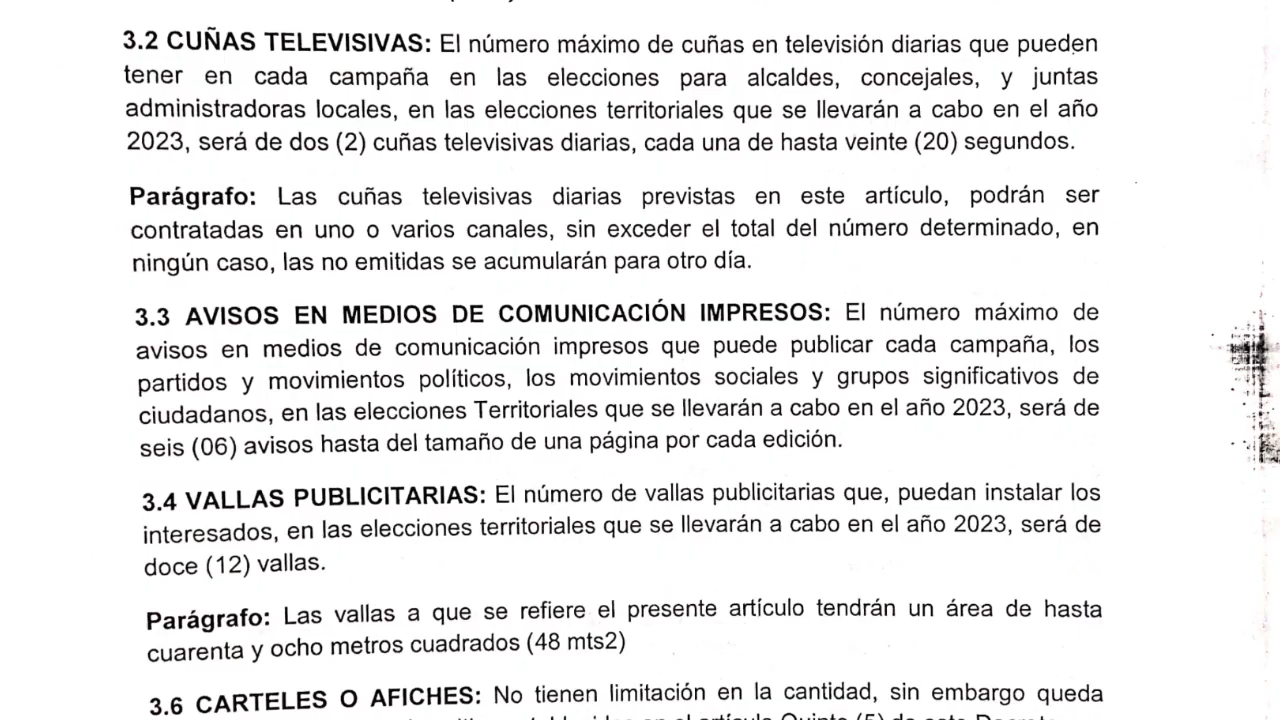 3.2 CUÑAS TELEVISIVAS: El número máximo de cuñas en televisión diarias que pueden
tener en cada campaña en las elecciones para alcaldes, concejales, y juntas
administradoras locales, en las elecciones territoriales que se llevarán a cabo en el año
2023, será de dos (2) cuñas televisivas diarias, cada una de hasta veinte (20) segundos.
Parágrafo: Las cuñas televisivas diarias previstas en este artículo, podrán ser
contratadas en uno o varios canales, sin exceder el total del número determinado, en
ningún caso, las no emitidas se acumularán para otro día.
3.3 AVISOS EN MEDIOS DE COMUNICACIÓN IMPRESOS: El número máximo de
avisos en medios de comunicación impresos que puede publicar cada campaña, los
partidos y movimientos políticos, los movimientos sociales y grupos significativos de
ciudadanos, en las elecciones Territoriales que se llevarán a cabo en el año 2023, será de
seis (06) avisos hasta del tamaño de una página por cada edición.
3.4 VALLAS PUBLICITARIAS: El número de vallas publicitarias que, puedan instalar los
interesados, en las elecciones territoriales que se llevarán a cabo en el año 2023, será de
doce (12) vallas.
Parágrafo: Las vallas a que se refiere el presente artículo tendrán un área de hasta
cuarenta y ocho metros cuadrados (48 mts2)
3.6 CARTELES O AFICHES: No tienen limitación en la cantidad, sin embargo queda
en el artículo Quinto (5) de este Decreto